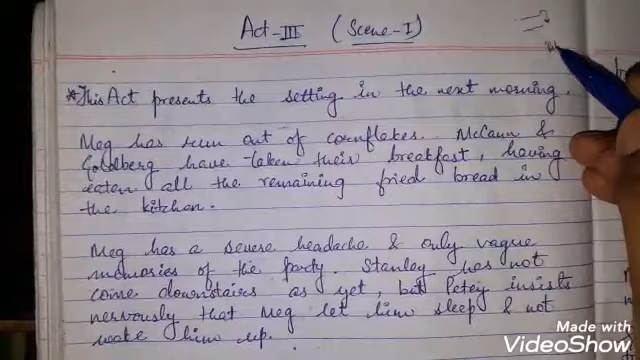 Act-III (Scene-I)
*This Act presents the setting in the next morning.
Meg has run out of cornflakes. McCann &
Goldberg have taken their breakfast, having
eaten all the remaining fried bread in
the kitchen.
Meg has a severe headache & only vague
memories of the party. Stanley has not
come downstairs as yet, but Petey insists
nervously that Meg let him sleep & not
wake him up.
Made with
VideoShow